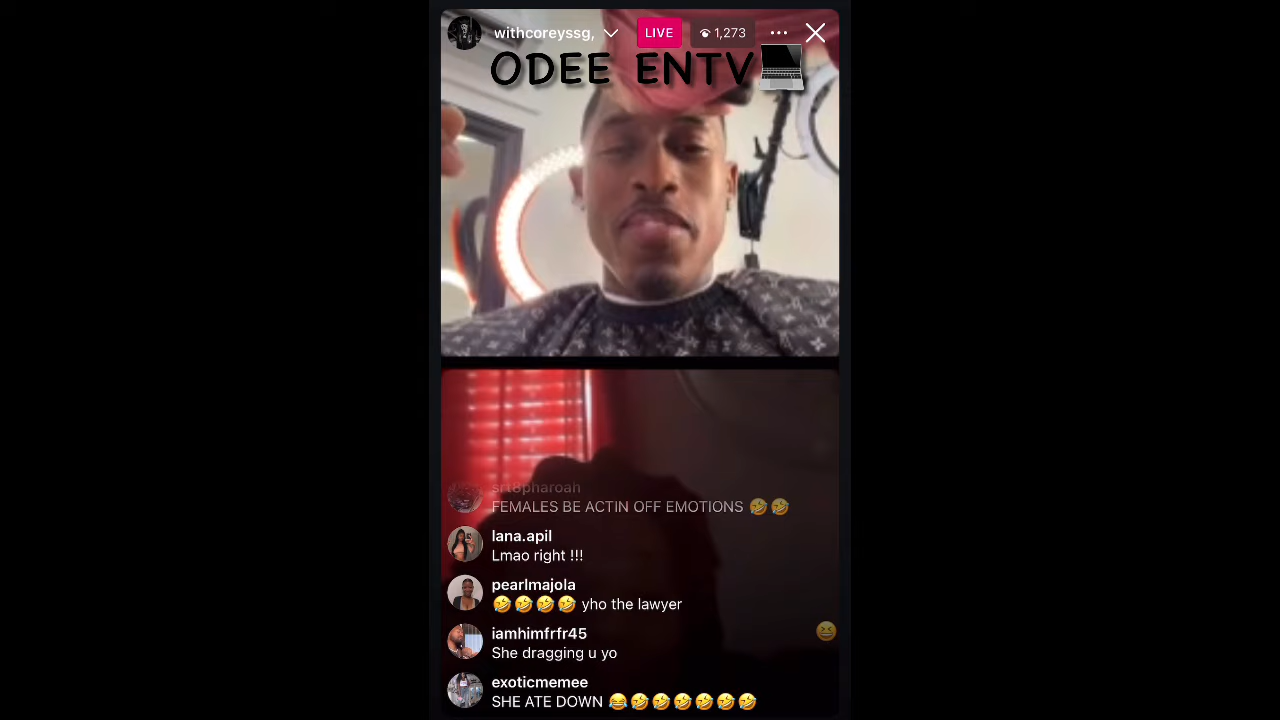 withcoreyssg,
LIVE
1,273
ODEE ENTV💻
srt8pharoah
FEMALES BE ACTIN OFF EMOTIONS 🤣🤣
lana.apil
Lmao right !!!
pearlmajola
🤣🤣🤣🤣 yho the lawyer
iamhimfrfr45
She dragging u yo
exoticmemee
SHE ATE DOWN 😂🤣🤣🤣🤣🤣🤣